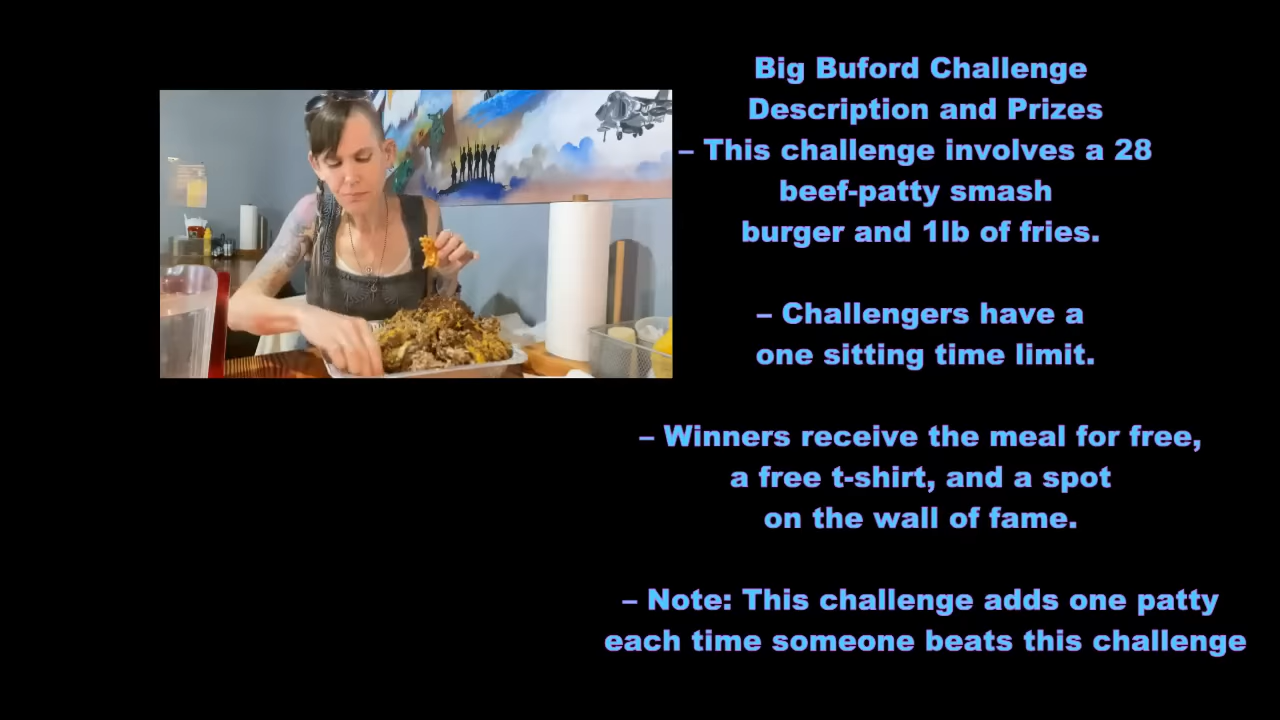 Big Buford Challenge
Description and Prizes
– This challenge involves a 28
beef-patty smash
burger and 1lb of fries.
– Challengers have a
one sitting time limit.
– Winners receive the meal for free,
a free t-shirt, and a spot
on the wall of fame.
– Note: This challenge adds one patty
each time someone beats this challenge